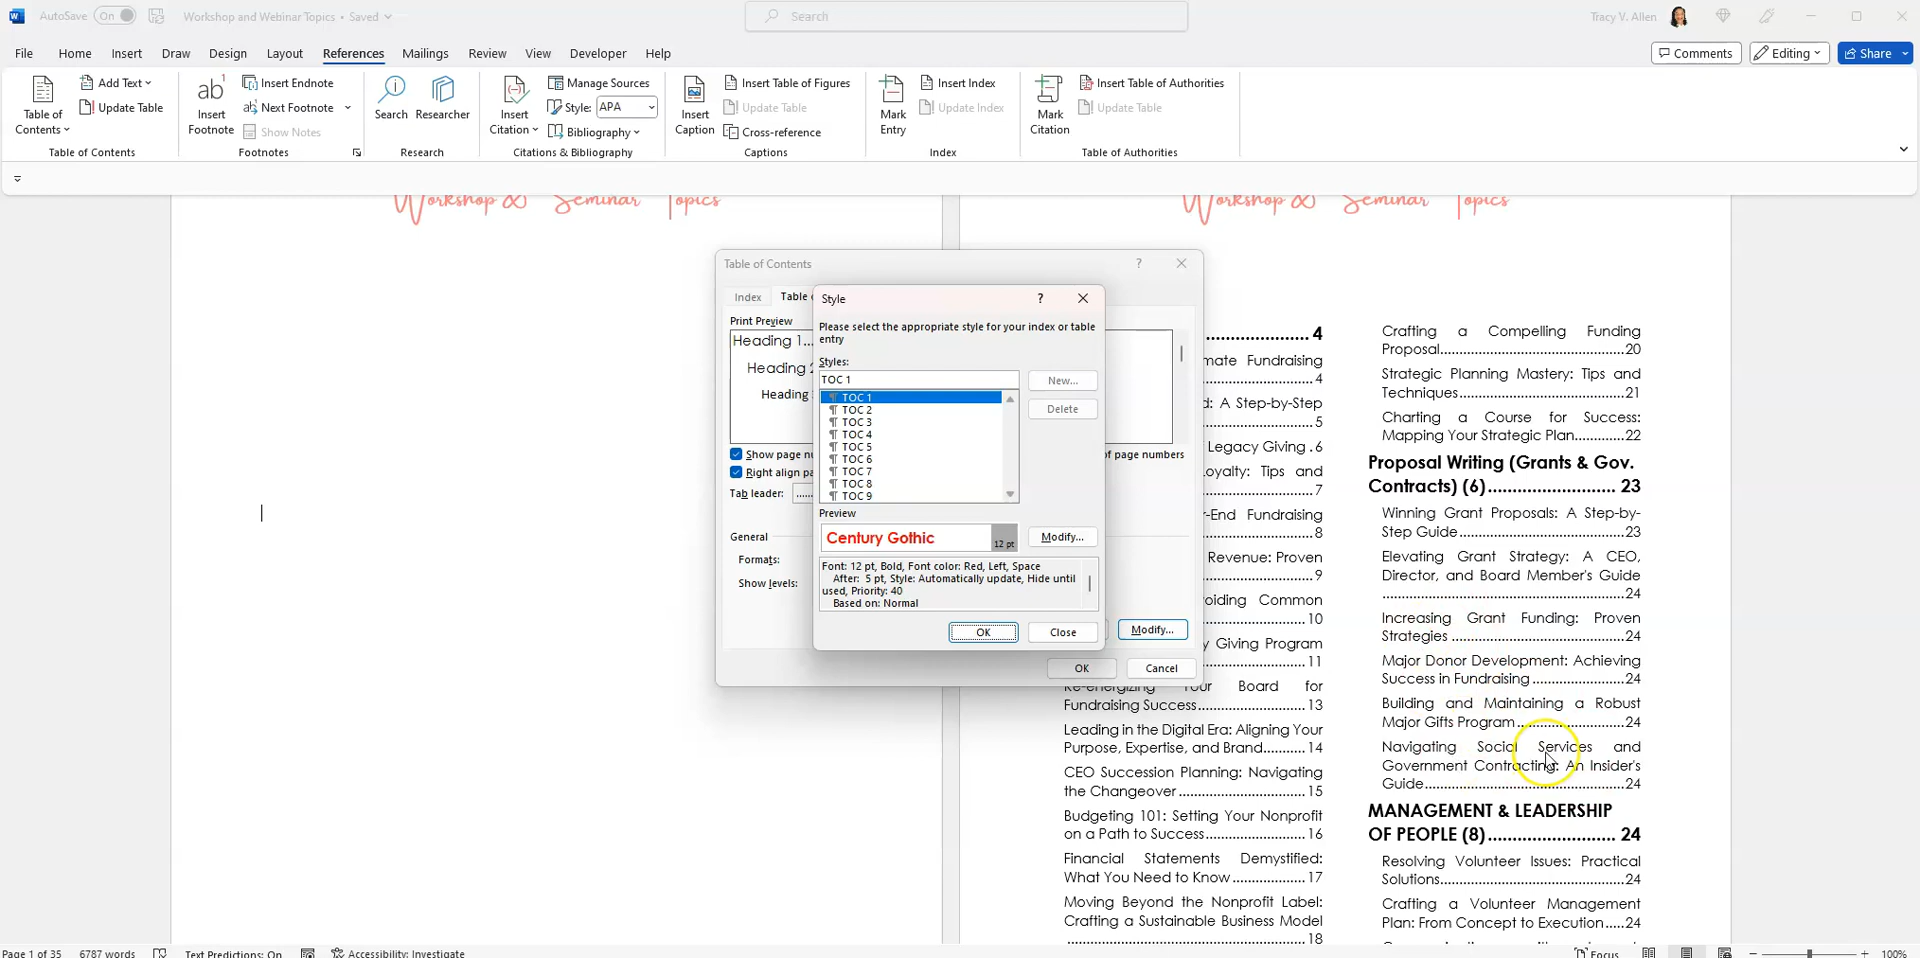 AutoSave On
Workshop and Webinar Topics • Saved
Search
Tracy V. Allen
File Home Insert Draw Design Layout References Mailings Review View Developer Help
Comments Editing Share
Table of Contents
Add Text
Update Table
Table of Contents
ab1 Insert Footnote
Insert Endnote
Next Footnote
Show Notes
Footnotes
Search Researcher
Research
Insert Citation
Manage Sources
Style: APA
Bibliography
Citations & Bibliography
Insert Caption
Insert Table of Figures
Update Table
Cross-reference
Captions
Mark Entry
Insert Index
Update Index
Index
Mark Citation
Insert Table of Authorities
Update Table
Table of Authorities
Workshop & Seminar Topics
Workshop & Seminar Topics
Table of Contents ?
Index Table o
Print Preview
Heading 1...
Heading 2
Heading
Show page nu
of page numbers
Right align pa
Tab leader: ......
General
Formats:
Show levels:
Modify...
OK Cancel
Style ?
Please select the appropriate style for your index or table
entry
Styles:
TOC 1
TOC 1
TOC 2
TOC 3
TOC 4
TOC 5
TOC 6
TOC 7
TOC 8
TOC 9
New...
Delete
Preview
Century Gothic
12 pt
Modify...
Font: 12 pt, Bold, Font color: Red, Left, Space
After: 5 pt, Style: Automatically update, Hide until
used, Priority: 40
Based on: Normal
OK Close
.................... 4
mate Fundraising
.................... 4
d: A Step-by-Step
.................... 5
Legacy Giving . 6
oyalty: Tips and
.................... 7
r-End Fundraising
.................... 8
Revenue: Proven
.................... 9
oiding Common
.................... 10
y Giving Program
.................... 11
Re-energizing Your Board for
Fundraising Success.................... 13
Leading in the Digital Era: Aligning Your
Purpose, Expertise, and Brand.......... 14
CEO Succession Planning: Navigating
the Changeover .................... 15
Budgeting 101: Setting Your Nonprofit
on a Path to Success.................... 16
Financial Statements Demystified:
What You Need to Know .................. 17
Moving Beyond the Nonprofit Label:
Crafting a Sustainable Business Model
.................... 18
Crafting a Compelling Funding
Proposal.................... 20
Strategic Planning Mastery: Tips and
Techniques.................... 21
Charting a Course for Success:
Mapping Your Strategic Plan............ 22
Proposal Writing (Grants & Gov.
Contracts) (6).................... 23
Winning Grant Proposals: A Step-by-
Step Guide.................... 23
Elevating Grant Strategy: A CEO,
Director, and Board Member's Guide
.................... 24
Increasing Grant Funding: Proven
Strategies .................... 24
Major Donor Development: Achieving
Success in Fundraising .................... 24
Building and Maintaining a Robust
Major Gifts Program .................... 24
Navigating Social Services and
Government Contracting: An Insider's
Guide.................... 24
MANAGEMENT & LEADERSHIP
OF PEOPLE (8).................... 24
Resolving Volunteer Issues: Practical
Solutions.................... 24
Crafting a Volunteer Management
Plan: From Concept to Execution..... 24
Page 1 of 35 6787 words Text Predictions: On Accessibility: Investigate
Focus 100%